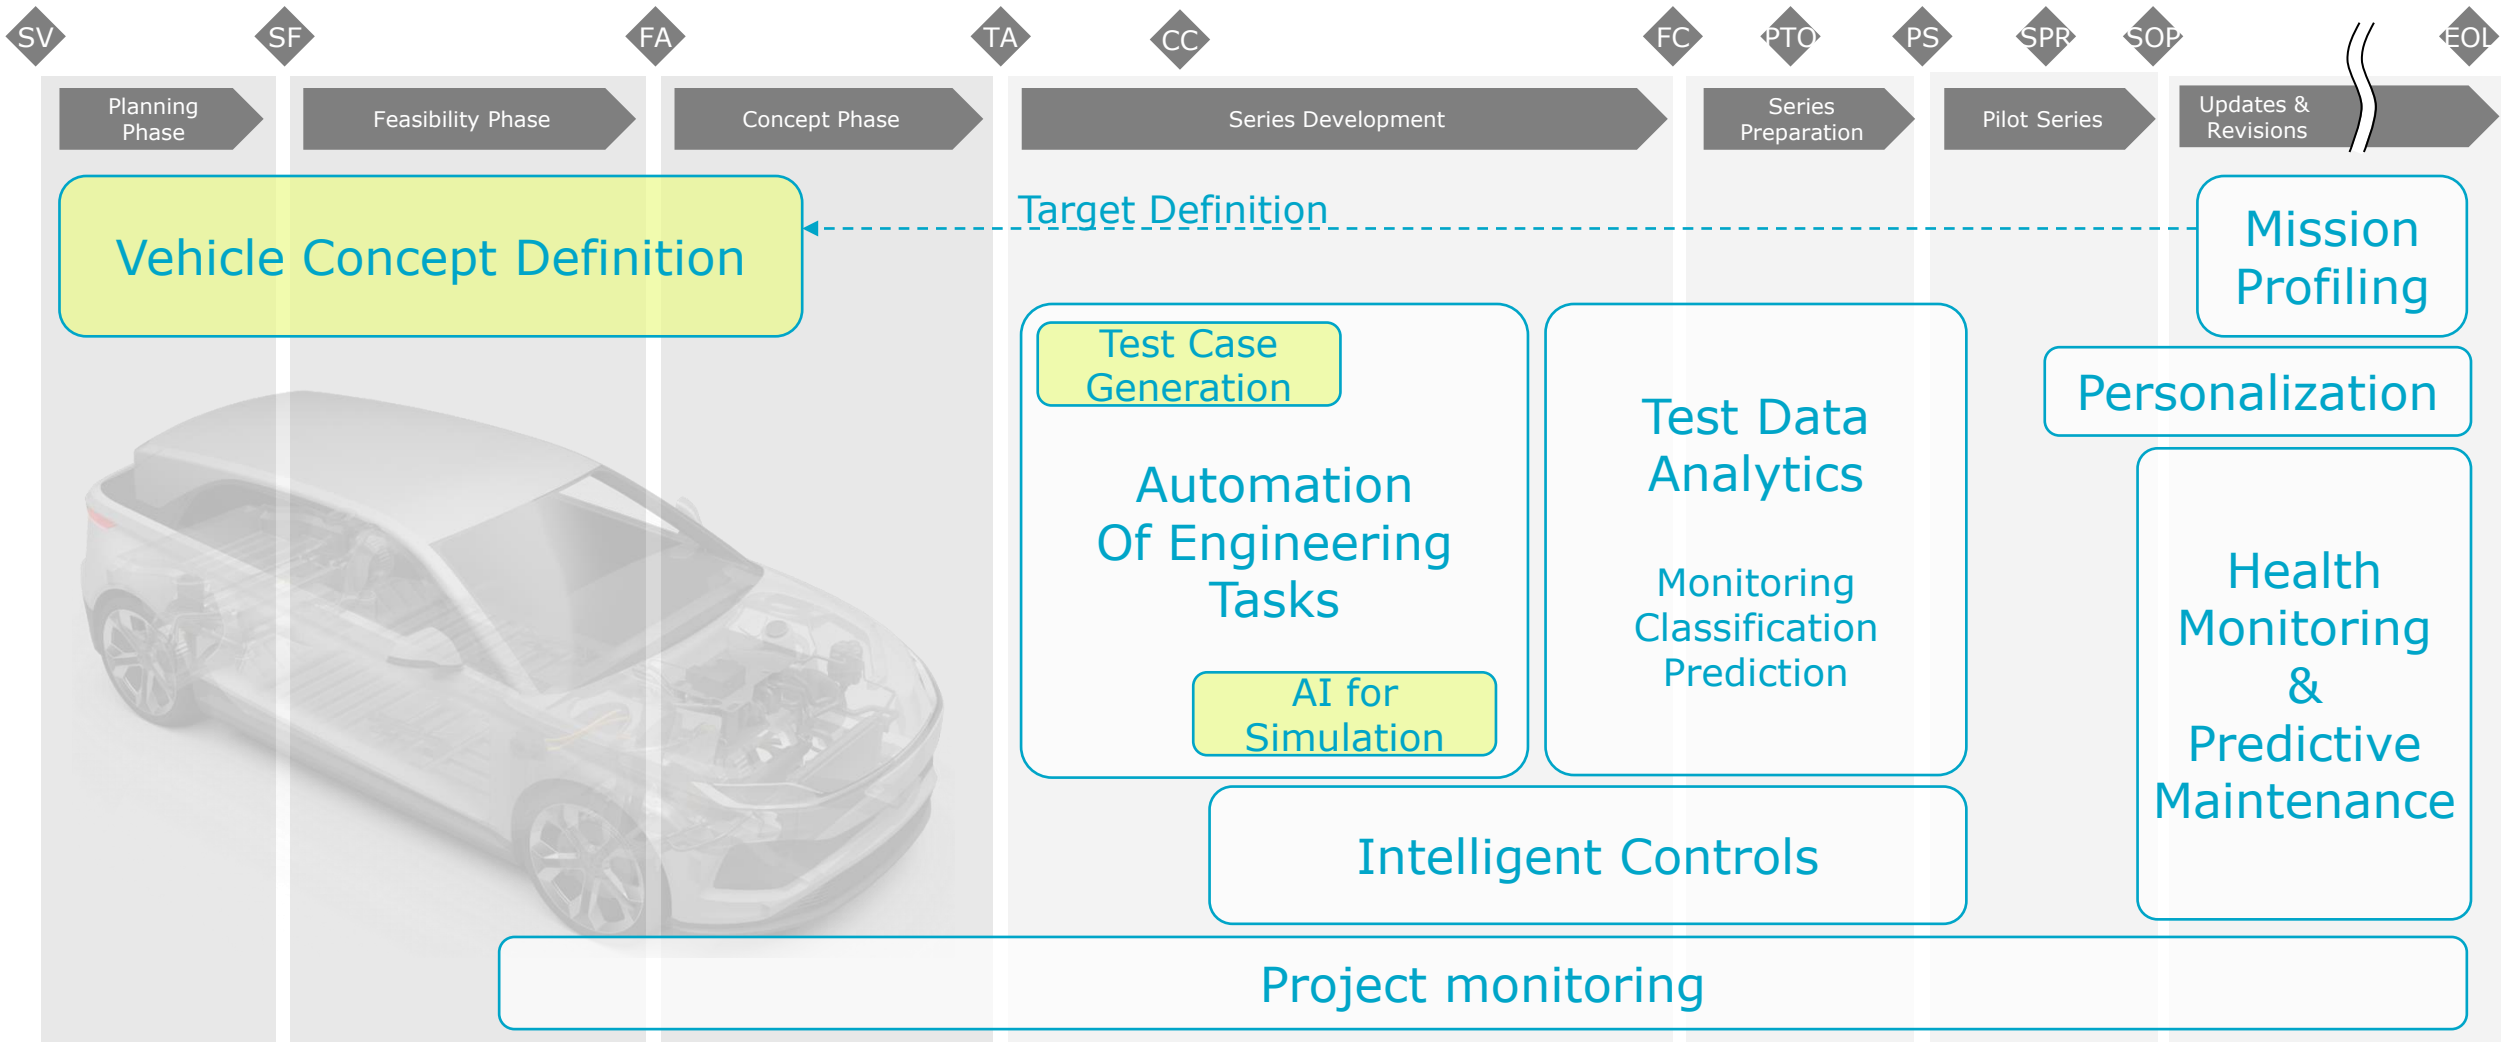 SV
SF
FA
TA
CC
FC
PTO
PS
SPR
SOP
EOL
Planning
Phase
Feasibility Phase
Concept Phase
Series Development
Series
Preparation
Pilot Series
Updates &
Revisions
Vehicle Concept Definition
Target Definition
Mission
Profiling
Test Case
Generation
Automation
Of Engineering
Tasks
AI for
Simulation
Test Data
Analytics
Monitoring
Classification
Prediction
Personalization
Health
Monitoring
&
Predictive
Maintenance
Intelligent Controls
Project monitoring